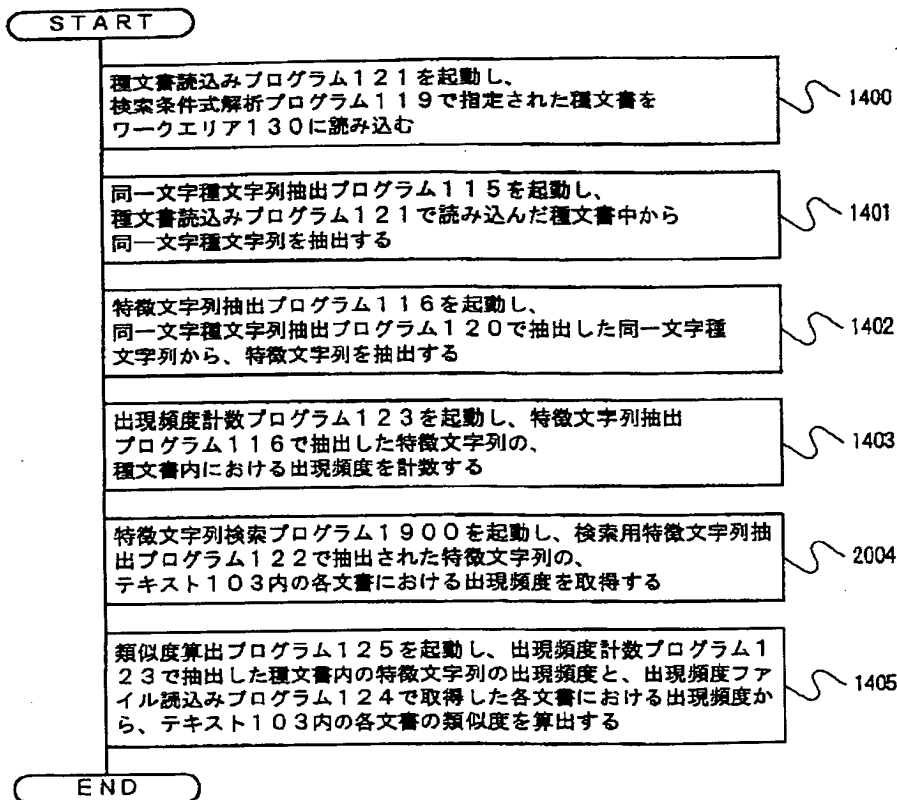 START
種文書読込みプログラム121を起動し、
検索条件式解析プログラム119で指定された種文書を
ワークエリア130に読み込む
1400
同一文字種文字列抽出プログラム115を起動し、
種文書読込みプログラム121で読み込んだ種文書中から
同一文字種文字列を抽出する
1401
特徴文字列抽出プログラム116を起動し、
同一文字種文字列抽出プログラム120で抽出した同一文字種
文字列から、特徴文字列を抽出する
1402
出現頻度計数プログラム123を起動し、特徴文字列抽出
プログラム116で抽出した特徴文字列の、
種文書内における出現頻度を計数する
1403
特徴文字列検索プログラム1900を起動し、検索用特徴文字列抽
出プログラム122で抽出された特徴文字列の、
テキスト103内の各文書における出現頻度を取得する
2004
類似度算出プログラム125を起動し、出現頻度計数プログラム1
23で抽出した種文書内の特徴文字列の出現頻度と、出現頻度ファ
イル読込みプログラム124で取得した各文書における出現頻度か
ら、テキスト103内の各文書の類似度を算出する
1405
END